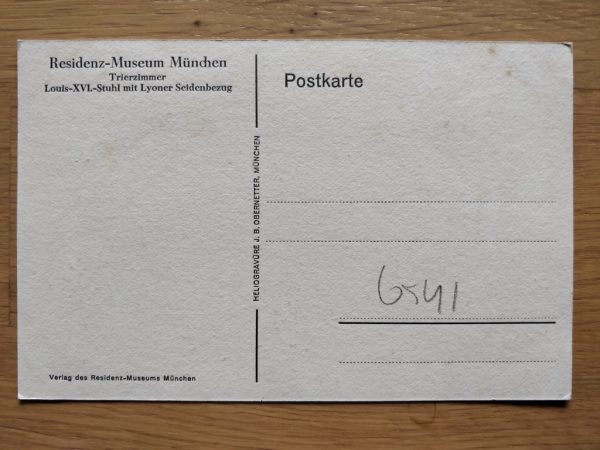 Residenz-Museum München
Trierzimmer
Louis-XVI.-Stuhl mit Lyoner Seidenbezug
Postkarte
HELIOGRAVÜRE J. B. OBERNETTER, MÜNCHEN
6541
Verlag des Residenz-Museums München